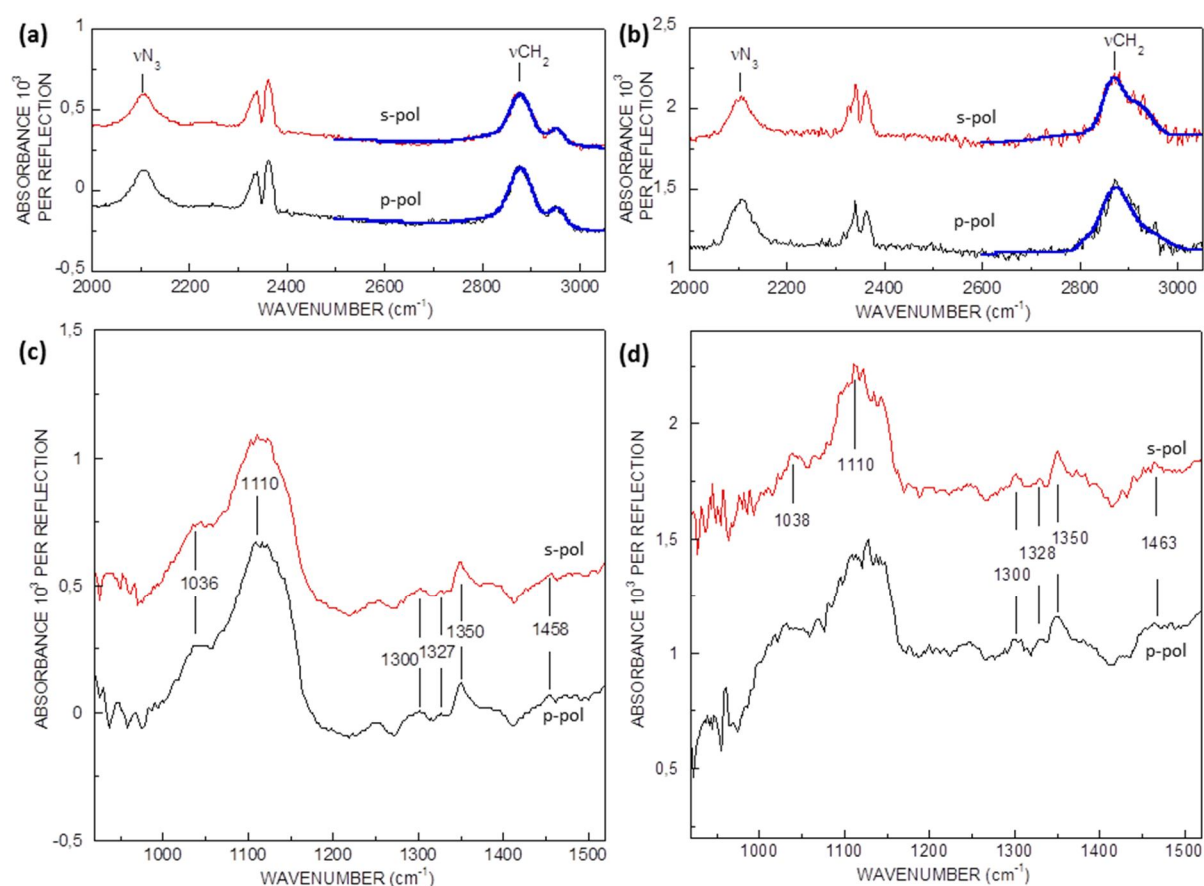 (a)
1
0,5
0
-0,5
ABSORBANCE 10³
PER REFLECTION
νN₃
νCH₂
s-pol
p-pol
2000 2200 2400 2600 2800 3000
WAVENUMBER (cm⁻¹)
(b)
2,5
2
1,5
1
ABSORBANCE 10³
PER REFLECTION
νN₃
νCH₂
s-pol
p-pol
2000 2200 2400 2600 2800 3000
WAVENUMBER (cm⁻¹)
(c)
1,5
1
0,5
0
-0,5
ABSORBANCE 10³ PER REFLECTION
1110
1036
s-pol
1350
1458
1300
1327
p-pol
1000 1100 1200 1300 1400 1500
WAVENUMBER (cm⁻¹)
(d)
2
1,5
1
0,5
ABSORBANCE 10³ PER REFLECTION
s-pol
1110
1038
1350
1328
1463
1300
p-pol
1000 1100 1200 1300 1400 1500
WAVENUMBER (cm⁻¹)